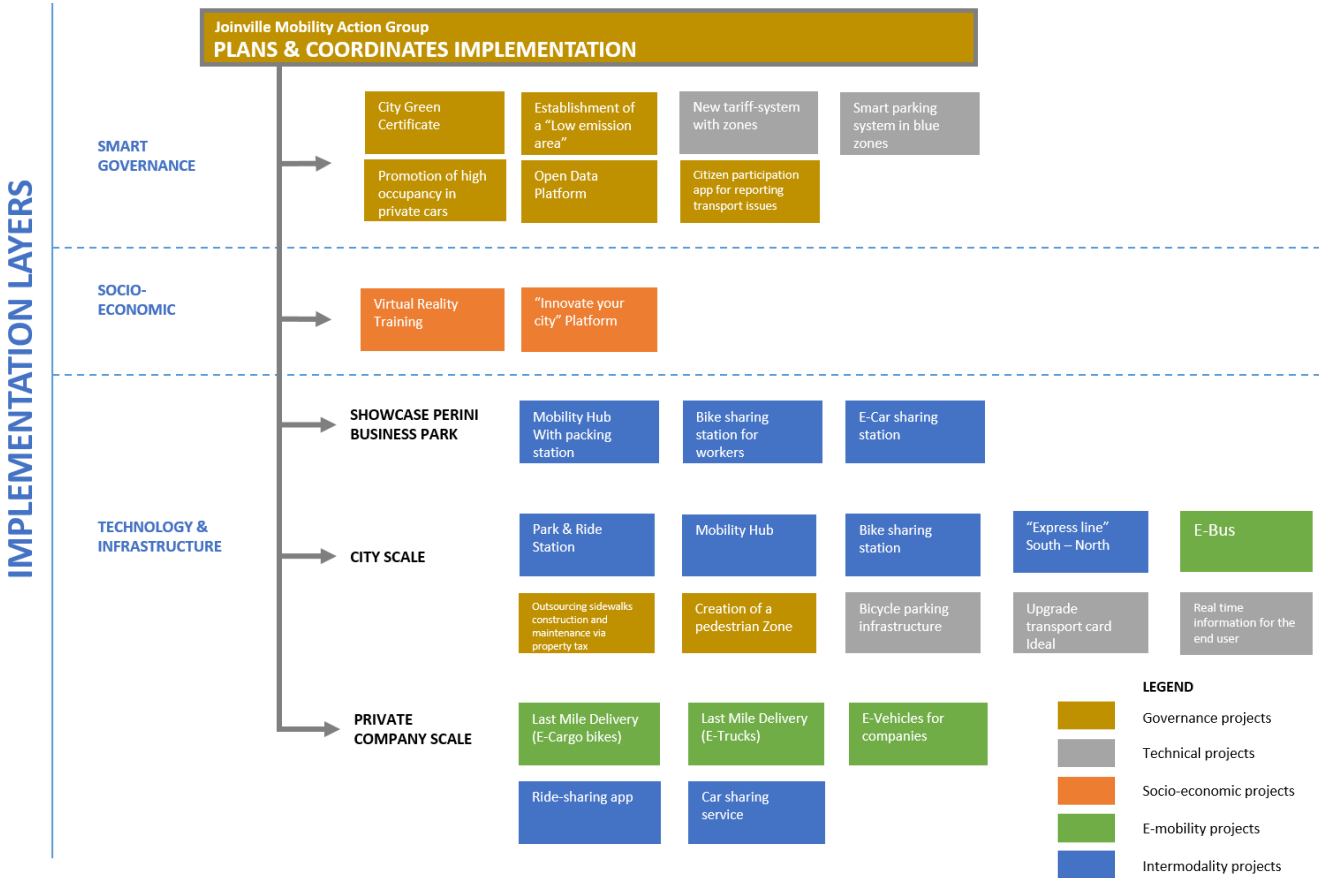 Joinville Mobility Action Group
PLANS & COORDINATES IMPLEMENTATION
IMPLEMENTATION LAYERS
SMART
GOVERNANCE
City Green
Certificate
Establishment of
a “Low emission
area”
New tariff-system
with zones
Smart parking
system in blue
zones
Promotion of high
occupancy in
private cars
Open Data
Platform
Citizen participation
app for reporting
transport issues
SOCIO-
ECONOMIC
Virtual Reality
Training
“Innovate your
city” Platform
TECHNOLOGY &
INFRASTRUCTURE
SHOWCASE PERINI
BUSINESS PARK
Mobility Hub
With packing
station
Bike sharing
station for
workers
E-Car sharing
station
CITY SCALE
Park & Ride
Station
Mobility Hub
Bike sharing
station
“Express line”
South – North
E-Bus
Outsourcing sidewalks
construction and
maintenance via
property tax
Creation of a
pedestrian Zone
Bicycle parking
infrastructure
Upgrade
transport card
Ideal
Real time
information for the
end user
PRIVATE
COMPANY SCALE
Last Mile Delivery
(E-Cargo bikes)
Last Mile Delivery
(E-Trucks)
E-Vehicles for
companies
Ride-sharing app
Car sharing
service
LEGEND
Governance projects
Technical projects
Socio-economic projects
E-mobility projects
Intermodality projects